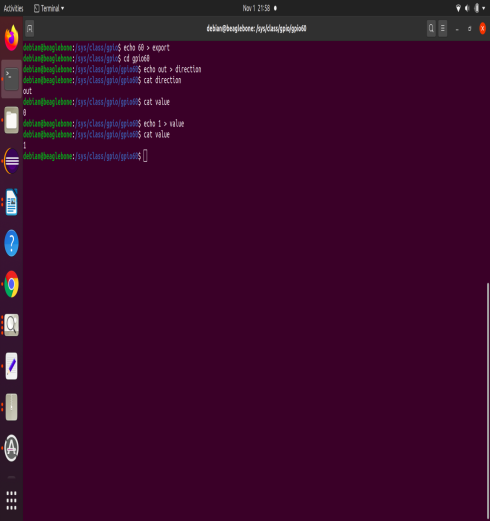 Activities
Terminal ▾
Nov 1 21:58
debian@beaglebone: /sys/class/gpio/gpio60
debian@beaglebone:/sys/class/gpio$ echo 60 > export
debian@beaglebone:/sys/class/gpio$ cd gpio60
debian@beaglebone:/sys/class/gpio/gpio60$ echo out > direction
debian@beaglebone:/sys/class/gpio/gpio60$ cat direction
out
debian@beaglebone:/sys/class/gpio/gpio60$ cat value
0
debian@beaglebone:/sys/class/gpio/gpio60$ echo 1 > value
debian@beaglebone:/sys/class/gpio/gpio60$ cat value
1
debian@beaglebone:/sys/class/gpio/gpio60$